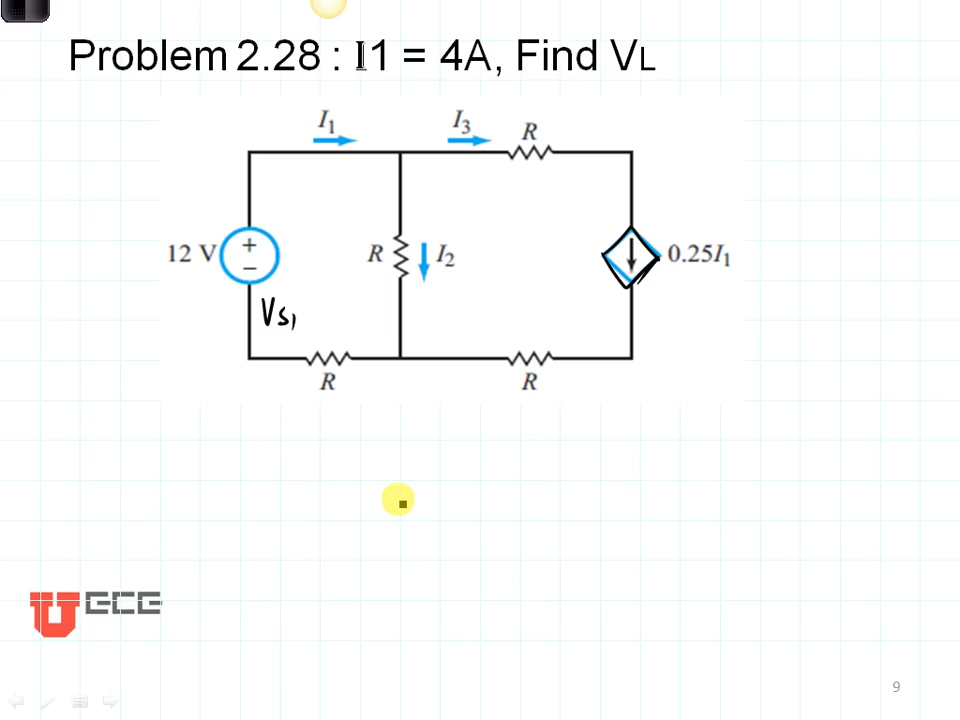 Problem 2.28 : I1 = 4A, Find VL
I1 I3 R
12 V + − R I2 0.25I1
Vs1
R R
U ECE
9